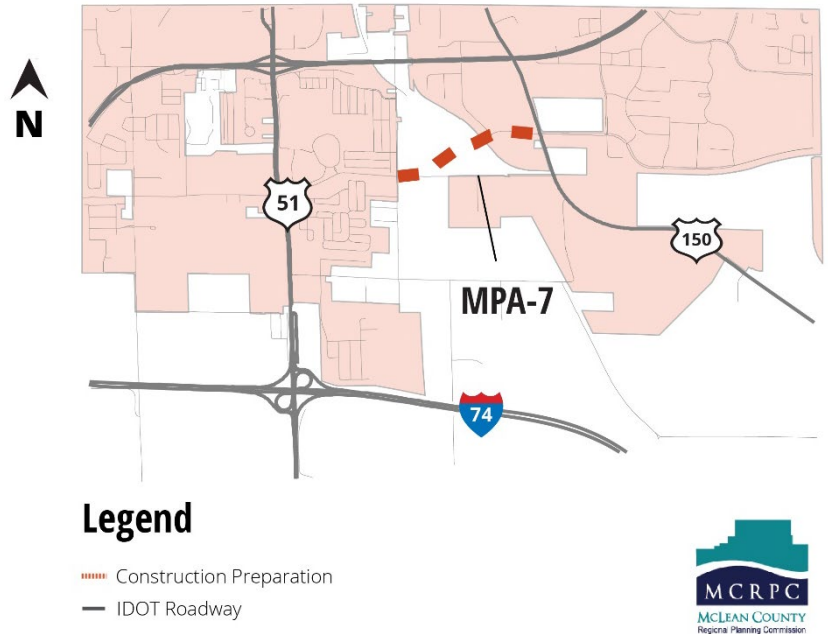 N
51
150
MPA-7
74
Legend
Construction Preparation
IDOT Roadway
MCRPC
MCLEAN COUNTY
Regional Planning Commission